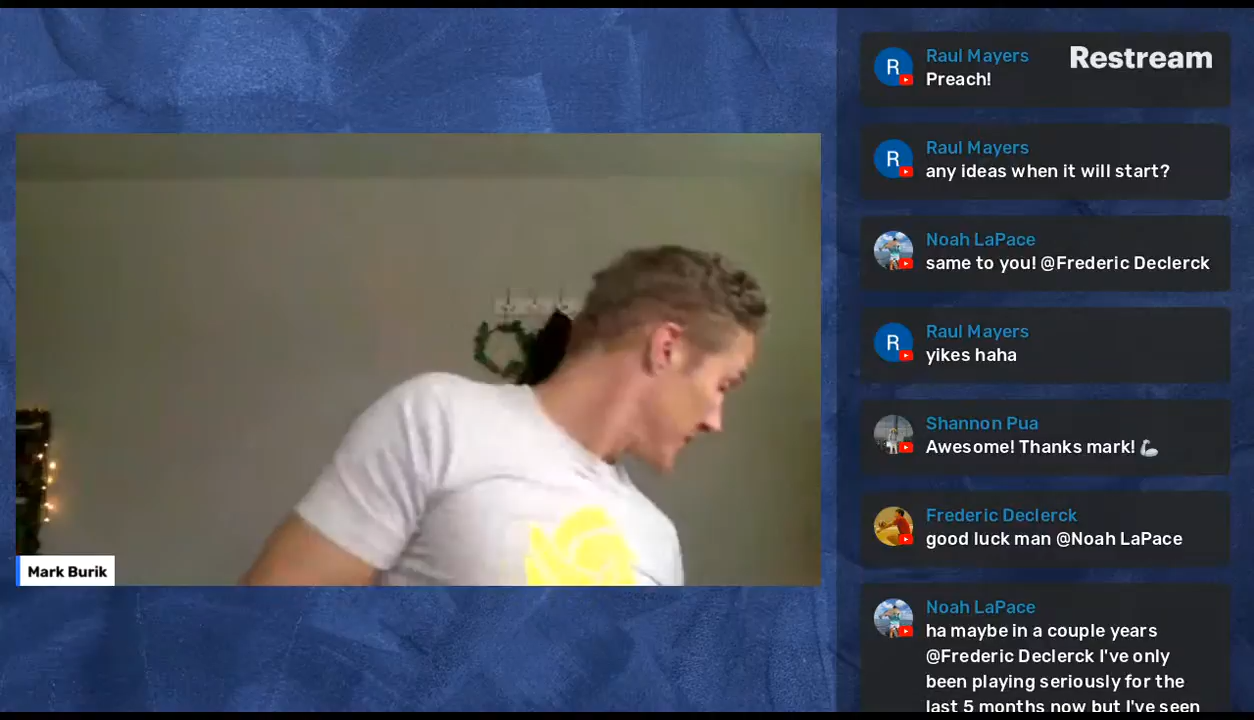 Restream
Raul Mayers
Preach!
Raul Mayers
any ideas when it will start?
Noah LaPace
same to you! @Frederic Declerck
Raul Mayers
yikes haha
Shannon Pua
Awesome! Thanks mark! 🦾
Frederic Declerck
good luck man @Noah LaPace
Noah LaPace
ha maybe in a couple years
@Frederic Declerck I've only
been playing seriously for the
last 5 months now but I've seen
Mark Burik
R
R
R